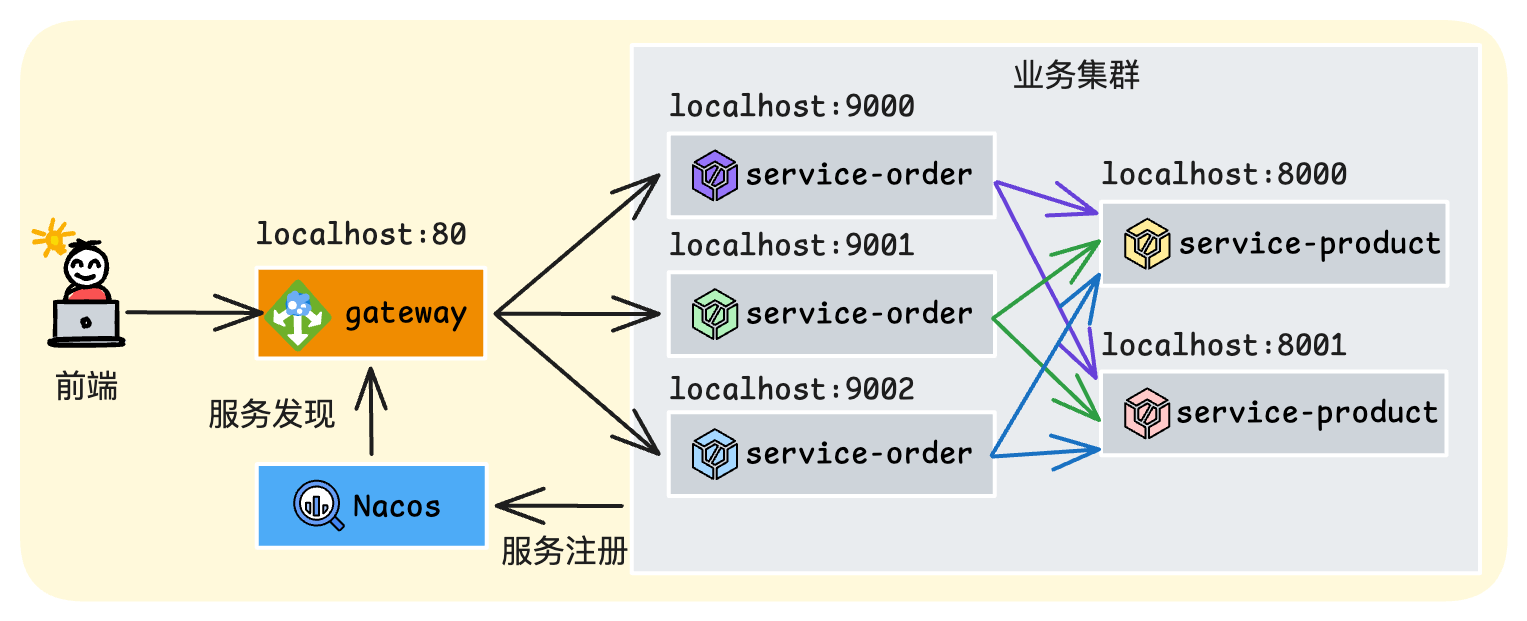 业务集群
localhost:9000
service-order
localhost:8000
service-product
localhost:80
gateway
localhost:9001
service-order
localhost:8001
service-product
前端
服务发现
localhost:9002
service-order
Nacos
服务注册